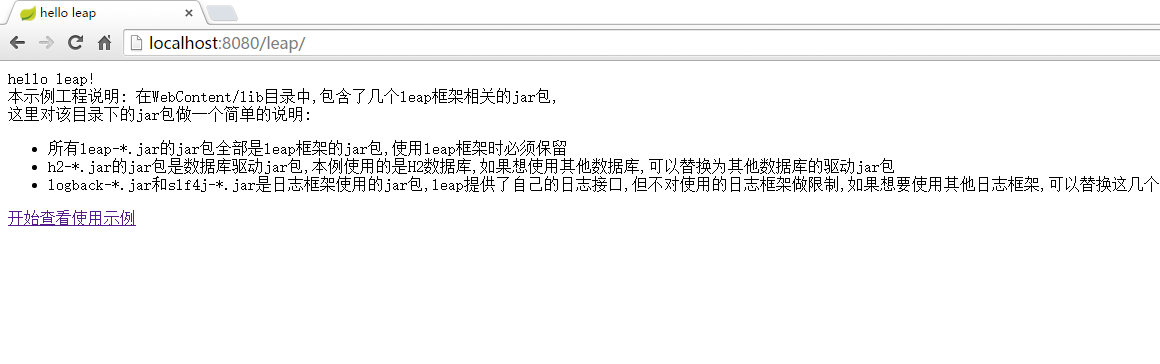 hello leap
localhost:8080/leap/
hello leap!
本示例工程说明: 在WebContent/lib目录中,包含了几个leap框架相关的jar包,
这里对该目录下的jar包做一个简单的说明:
所有leap-*.jar的jar包全部是leap框架的jar包,使用leap框架时必须保留
h2-*.jar的jar包是数据库驱动jar包,本例使用的是H2数据库,如果想使用其他数据库,可以替换为其他数据库的驱动jar包
logback-*.jar和slf4j-*.jar是日志框架使用的jar包,leap提供了自己的日志接口,但不对使用的日志框架做限制,如果想要使用其他日志框架,可以替换这几个
开始查看使用示例